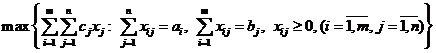 max{ ∑_{i=1}^{m} ∑_{j=1}^{n} c_j x_j : ∑_{j=1}^{n} x_{ij} = a_i, ∑_{i=1}^{m} x_{ij} = b_j, x_{ij} ≥ 0, (i = \overline{1,m}, j = \overline{1,n}) }